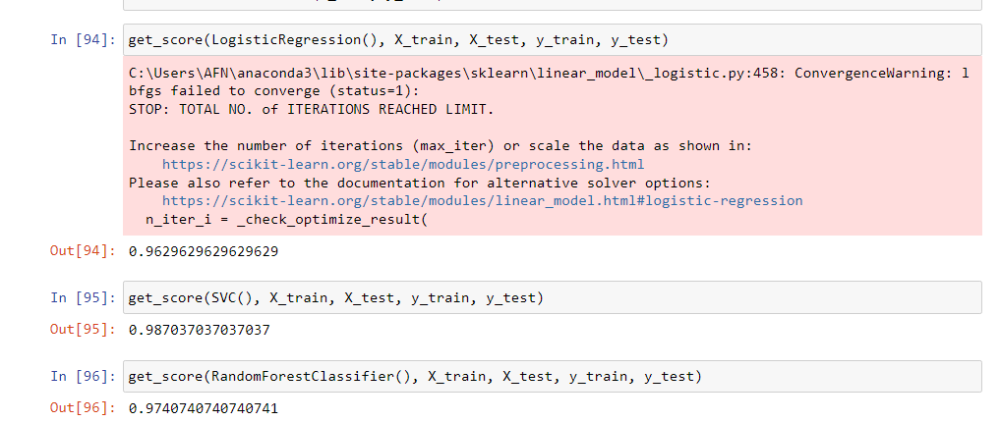 In [94]: get_score(LogisticRegression(), X_train, X_test, y_train, y_test)
C:\Users\AFN\anaconda3\lib\site-packages\sklearn\linear_model\_logistic.py:458: ConvergenceWarning: l
bfgs failed to converge (status=1):
STOP: TOTAL NO. of ITERATIONS REACHED LIMIT.

Increase the number of iterations (max_iter) or scale the data as shown in:
    https://scikit-learn.org/stable/modules/preprocessing.html
Please also refer to the documentation for alternative solver options:
    https://scikit-learn.org/stable/modules/linear_model.html#logistic-regression
  n_iter_i = _check_optimize_result(
Out[94]: 0.9629629629629629
In [95]: get_score(SVC(), X_train, X_test, y_train, y_test)
Out[95]: 0.987037037037037
In [96]: get_score(RandomForestClassifier(), X_train, X_test, y_train, y_test)
Out[96]: 0.9740740740740741